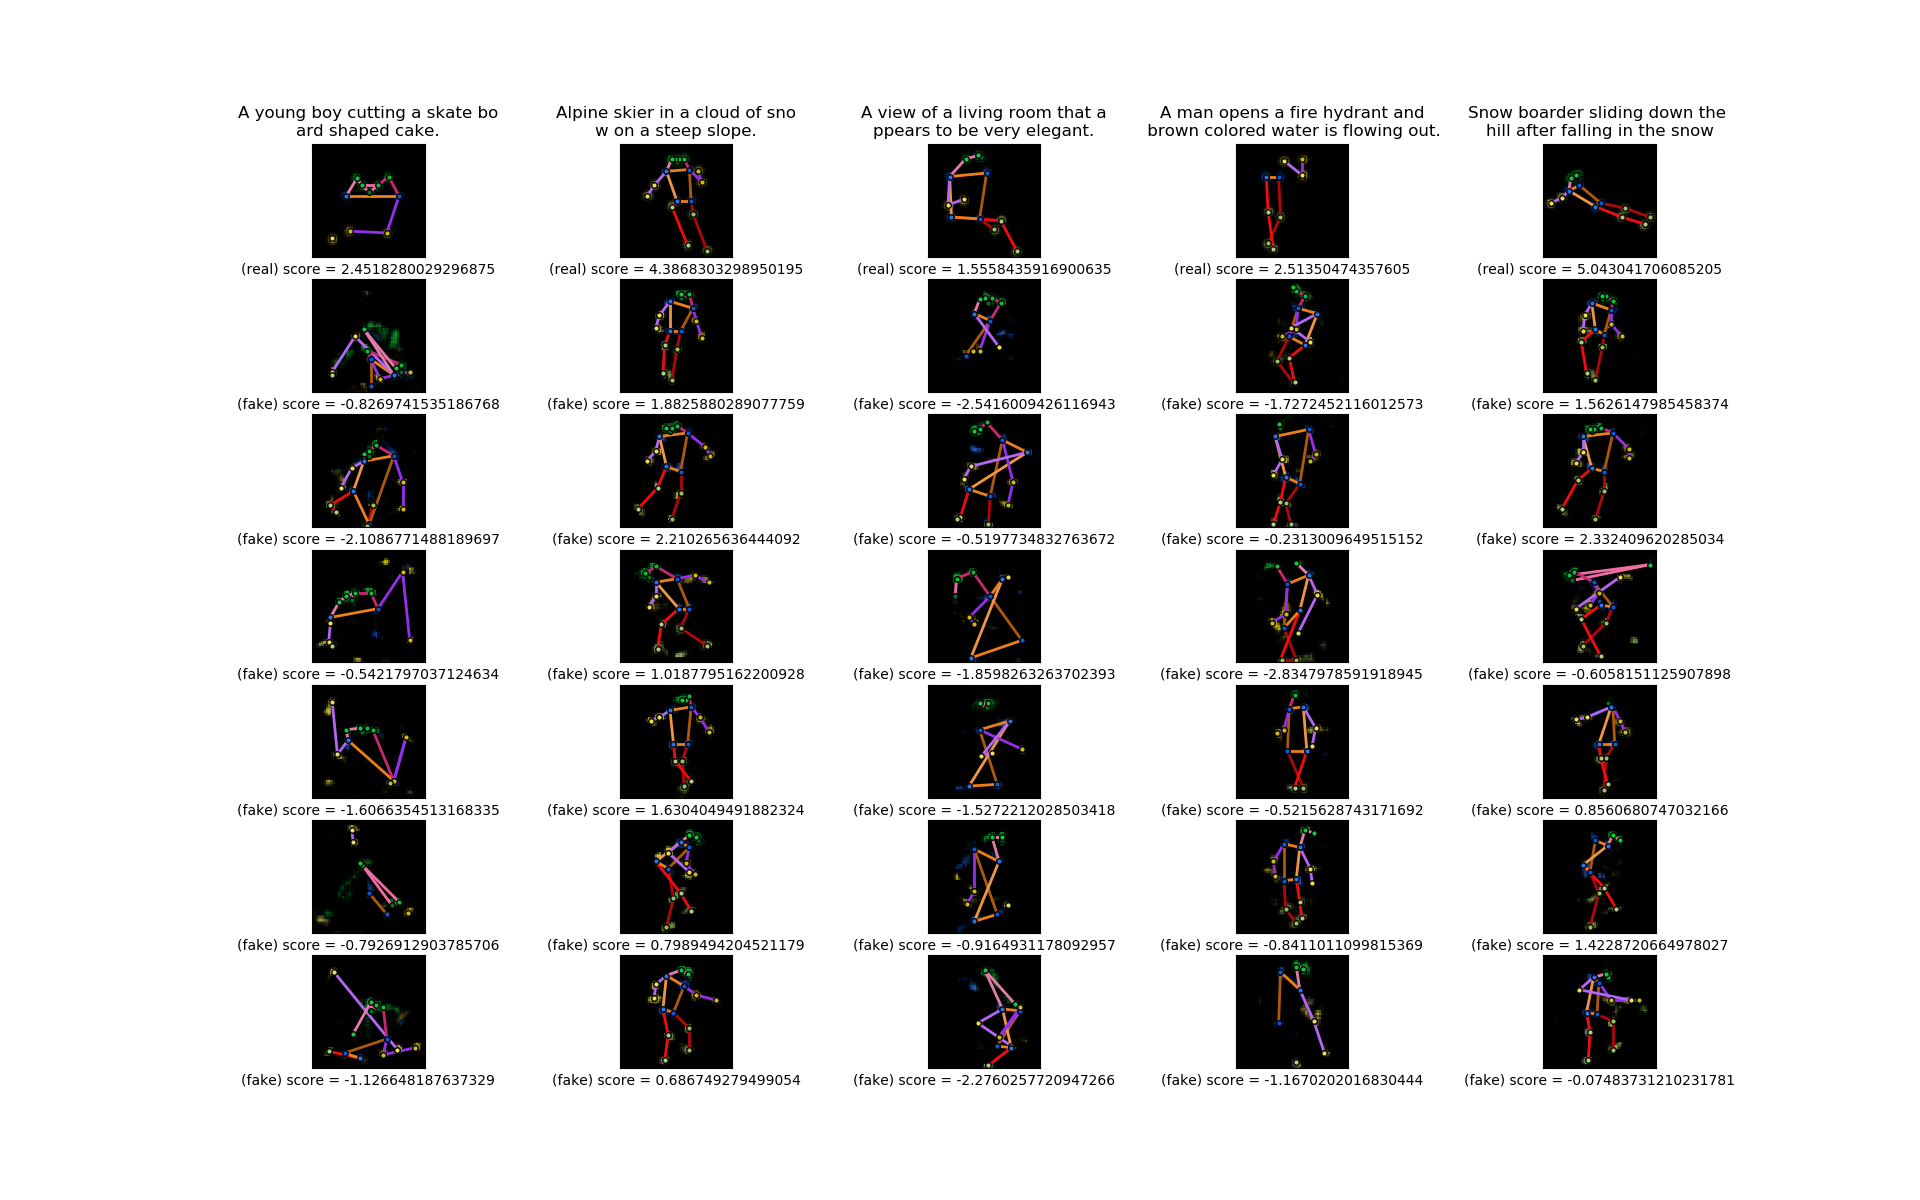 A young boy cutting a skate bo
ard shaped cake.
Alpine skier in a cloud of sno
w on a steep slope.
A view of a living room that a
ppears to be very elegant.
A man opens a fire hydrant and
brown colored water is flowing out.
Snow boarder sliding down the
hill after falling in the snow
(real) score = 2.4518280029296875
(real) score = 4.3868303298950195
(real) score = 1.5558435916900635
(real) score = 2.51350474357605
(real) score = 5.043041706085205
(fake) score = -0.8269741535186768
(fake) score = 1.8825880289077759
(fake) score = -2.5416009426116943
(fake) score = -1.7272452116012573
(fake) score = 1.5626147985458374
(fake) score = -2.1086771488189697
(fake) score = 2.210265636444092
(fake) score = -0.5197734832763672
(fake) score = -0.2313009649515152
(fake) score = 2.332409620285034
(fake) score = -0.5421797037124634
(fake) score = 1.0187795162200928
(fake) score = -1.8598263263702393
(fake) score = -2.8347978591918945
(fake) score = -0.6058151125907898
(fake) score = -1.6066354513168335
(fake) score = 1.6304049491882324
(fake) score = -1.5272212028503418
(fake) score = -0.5215628743171692
(fake) score = 0.8560680747032166
(fake) score = -0.7926912903785706
(fake) score = 0.7989494204521179
(fake) score = -0.9164931178092957
(fake) score = -0.8411011099815369
(fake) score = 1.4228720664978027
(fake) score = -1.126648187637329
(fake) score = 0.686749279499054
(fake) score = -2.2760257720947266
(fake) score = -1.1670202016830444
(fake) score = -0.07483731210231781